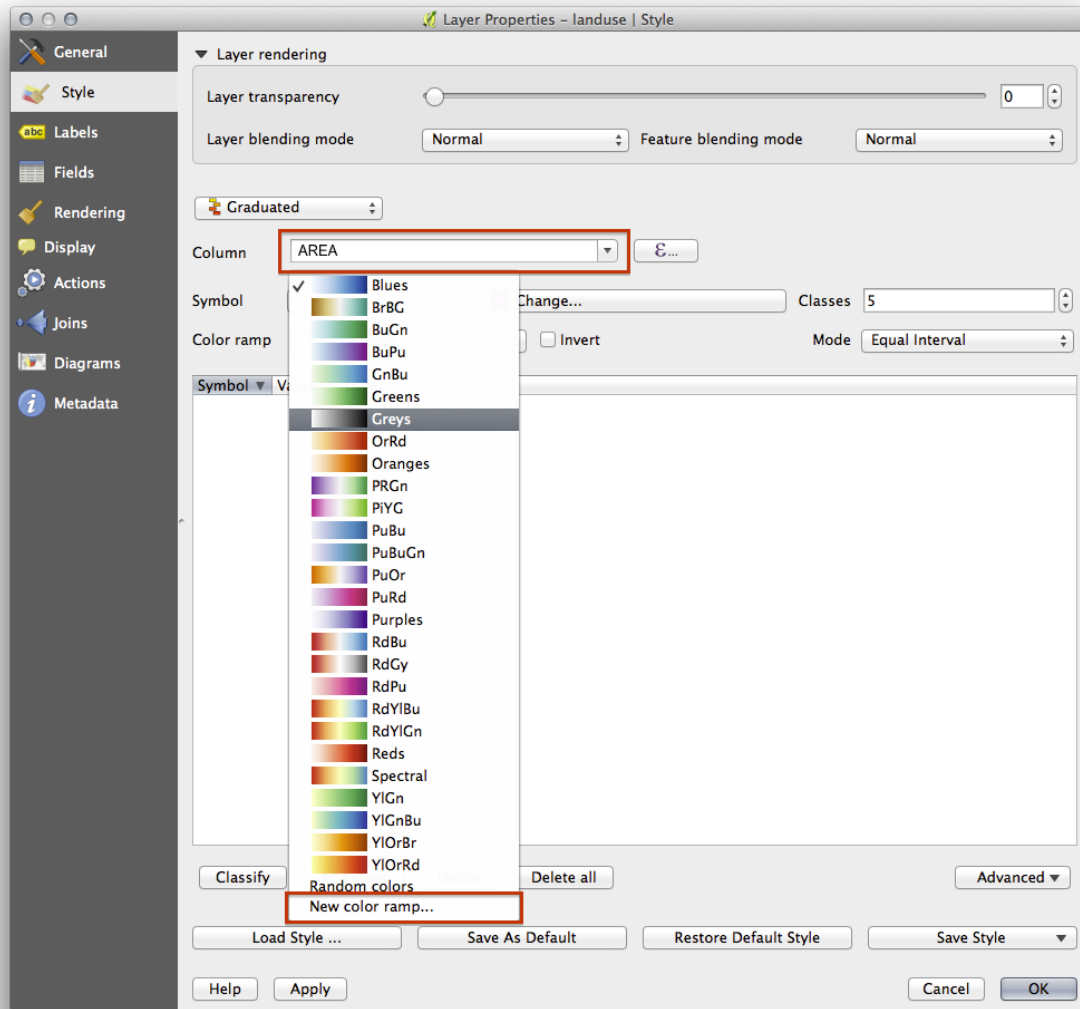 Layer Properties – landuse | Style
General
Style
Labels
Fields
Rendering
Display
Actions
Joins
Diagrams
Metadata
Layer rendering
Layer transparency 0
Layer blending mode Normal Feature blending mode Normal
Graduated
Column AREA ε...
Symbol Change... Classes 5
Color ramp Invert Mode Equal Interval
Symbol
Blues
BrBG
BuGn
BuPu
GnBu
Greens
Greys
OrRd
Oranges
PRGn
PiYG
PuBu
PuBuGn
PuOr
PuRd
Purples
RdBu
RdGy
RdPu
RdYlBu
RdYlGn
Reds
Spectral
YlGn
YlGnBu
YlOrBr
YlOrRd
Random colors
New color ramp...
Classify Delete Delete all Advanced
Load Style ... Save As Default Restore Default Style Save Style
Help Apply Cancel OK